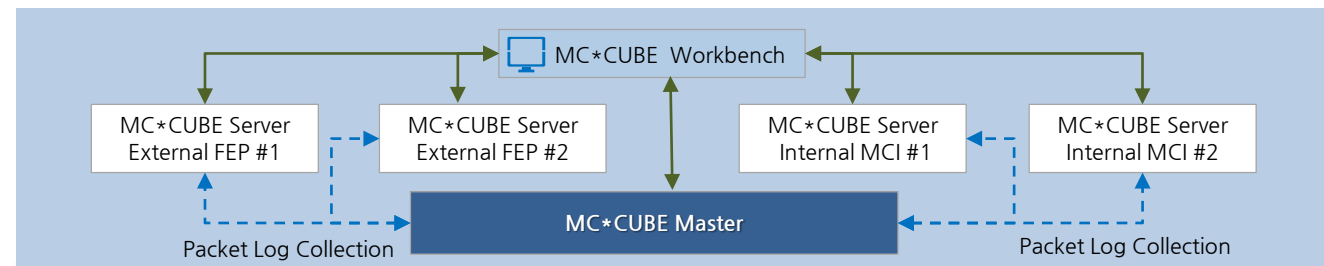 MC*CUBE Workbench
MC*CUBE Server
External FEP #1
MC*CUBE Server
External FEP #2
MC*CUBE Server
Internal MCI #1
MC*CUBE Server
Internal MCI #2
MC*CUBE Master
Packet Log Collection
Packet Log Collection